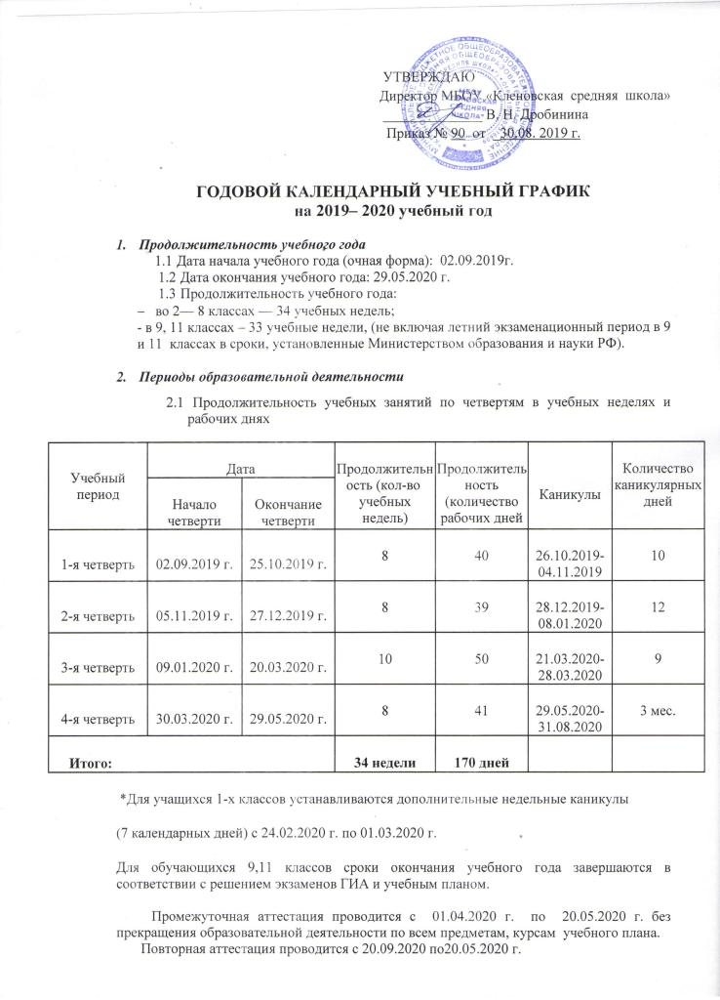 УТВЕРЖДАЮ
Директор МБОУ «Кленовская средняя школа»
В. Н. Дробинина
Приказ № 90 от 30.08. 2019 г.
ГОДОВОЙ КАЛЕНДАРНЫЙ УЧЕБНЫЙ ГРАФИК
на 2019– 2020 учебный год
1. Продолжительность учебного года
1.1 Дата начала учебного года (очная форма): 02.09.2019г.
1.2 Дата окончания учебного года: 29.05.2020 г.
1.3 Продолжительность учебного года:
– во 2— 8 классах — 34 учебных недель;
- в 9, 11 классах – 33 учебные недели, (не включая летний экзаменационный период в 9
и 11 классах в сроки, установленные Министерством образования и науки РФ).
2. Периоды образовательной деятельности
2.1 Продолжительность учебных занятий по четвертям в учебных неделях и
рабочих днях
Учебный период | Дата | Продолжительн ость (кол-во учебных недель) | Продолжитель ность (количество рабочих дней | Каникулы | Количество каникулярных дней
Начало четверти | Окончание четверти
1-я четверть | 02.09.2019 г. | 25.10.2019 г. | 8 | 40 | 26.10.2019- 04.11.2019 | 10
2-я четверть | 05.11.2019 г. | 27.12.2019 г. | 8 | 39 | 28.12.2019- 08.01.2020 | 12
3-я четверть | 09.01.2020 г. | 20.03.2020 г. | 10 | 50 | 21.03.2020- 28.03.2020 | 9
4-я четверть | 30.03.2020 г. | 29.05.2020 г. | 8 | 41 | 29.05.2020- 31.08.2020 | 3 мес.
Итого: | 34 недели | 170 дней
*Для учащихся 1-х классов устанавливаются дополнительные недельные каникулы
(7 календарных дней) с 24.02.2020 г. по 01.03.2020 г.
Для обучающихся 9,11 классов сроки окончания учебного года завершаются в
соответствии с решением экзаменов ГИА и учебным планом.
Промежуточная аттестация проводится с 01.04.2020 г. по 20.05.2020 г. без
прекращения образовательной деятельности по всем предметам, курсам учебного плана.
Повторная аттестация проводится с 20.09.2020 по20.05.2020 г.